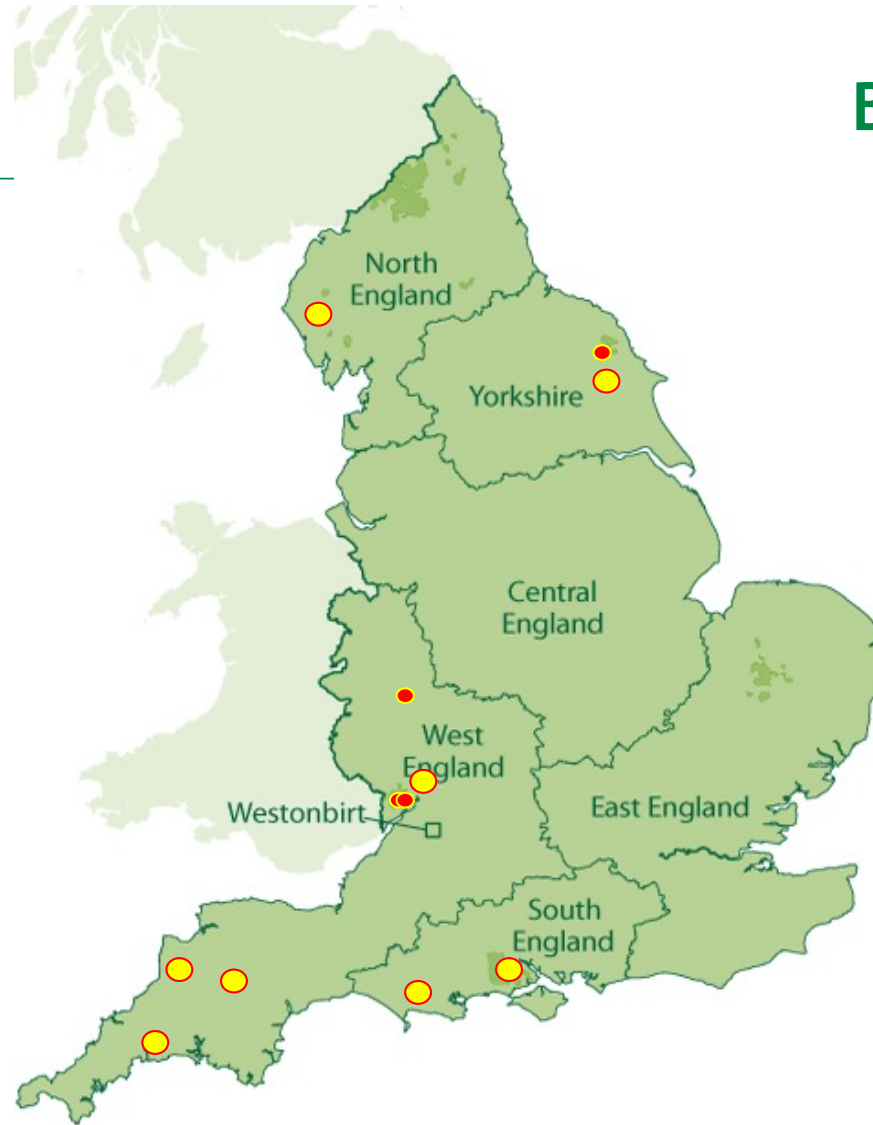 B
North
England
Yorkshire
Central
England
West
England
East England
Westonbirt
South
England